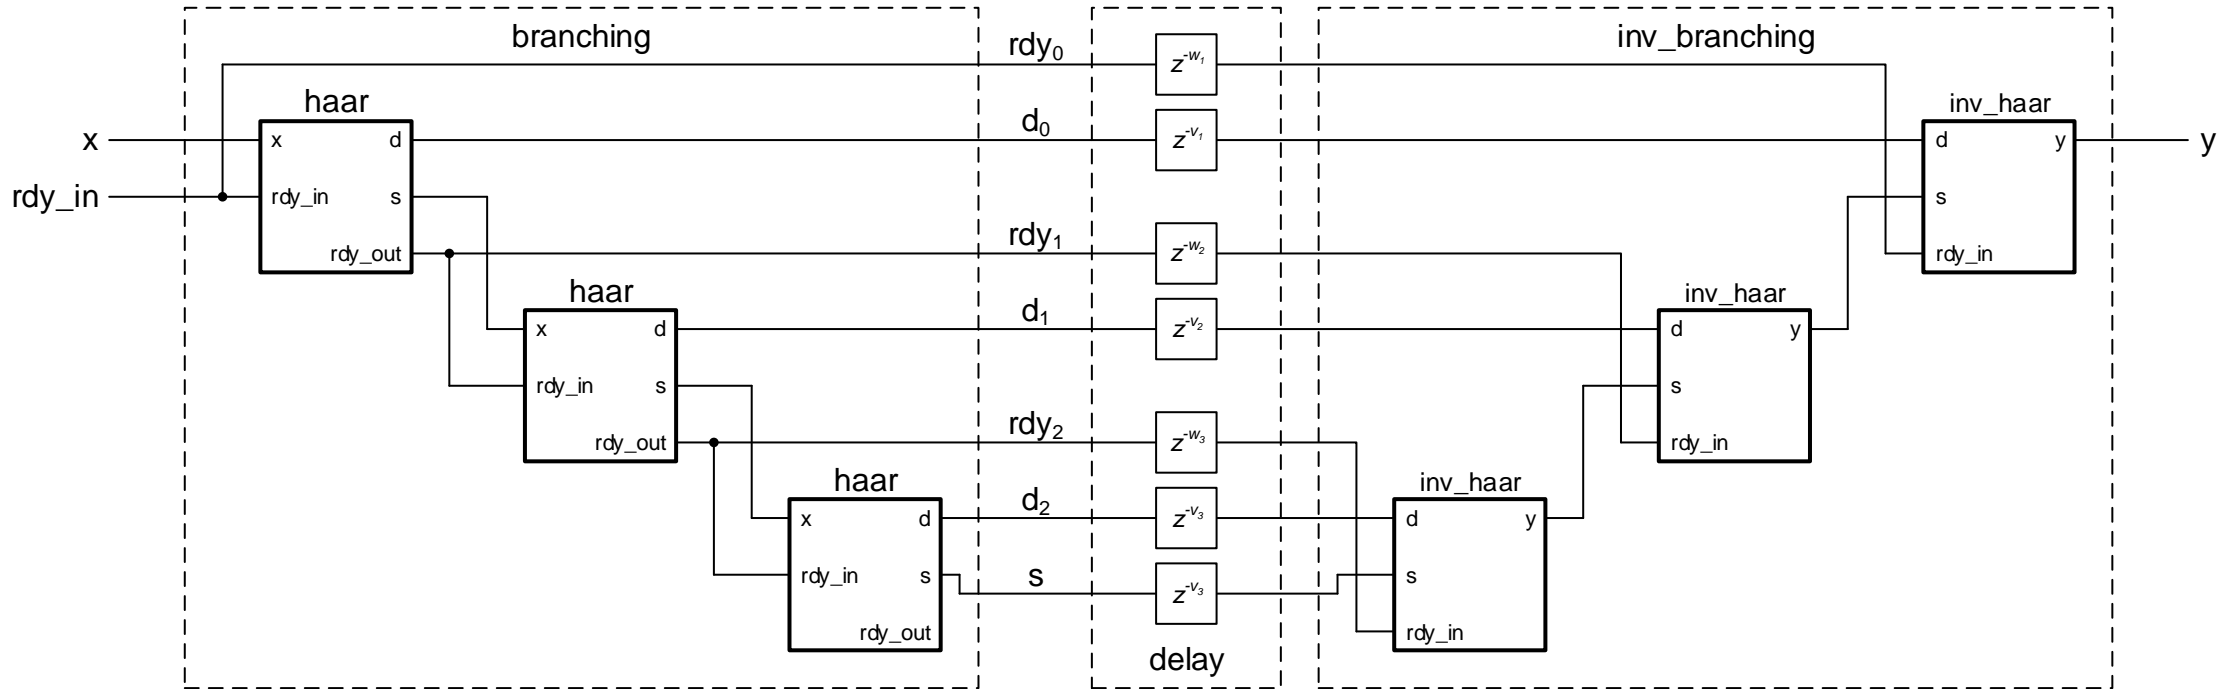 branching
rdy₀
z⁻ʷ¹
inv_branching
haar
inv_haar
x
x
d
d₀
z⁻ᵛ¹
d
y
y
rdy_in
rdy_in
s
s
rdy_out
rdy₁
z⁻ʷ²
rdy_in
haar
inv_haar
x
d
d₁
z⁻ᵛ²
d
y
rdy_in
s
s
rdy_out
rdy₂
z⁻ʷ³
rdy_in
haar
inv_haar
x
d
d₂
z⁻ᵛ³
d
y
rdy_in
s
s
z⁻ᵛ³
s
rdy_out
rdy_in
delay